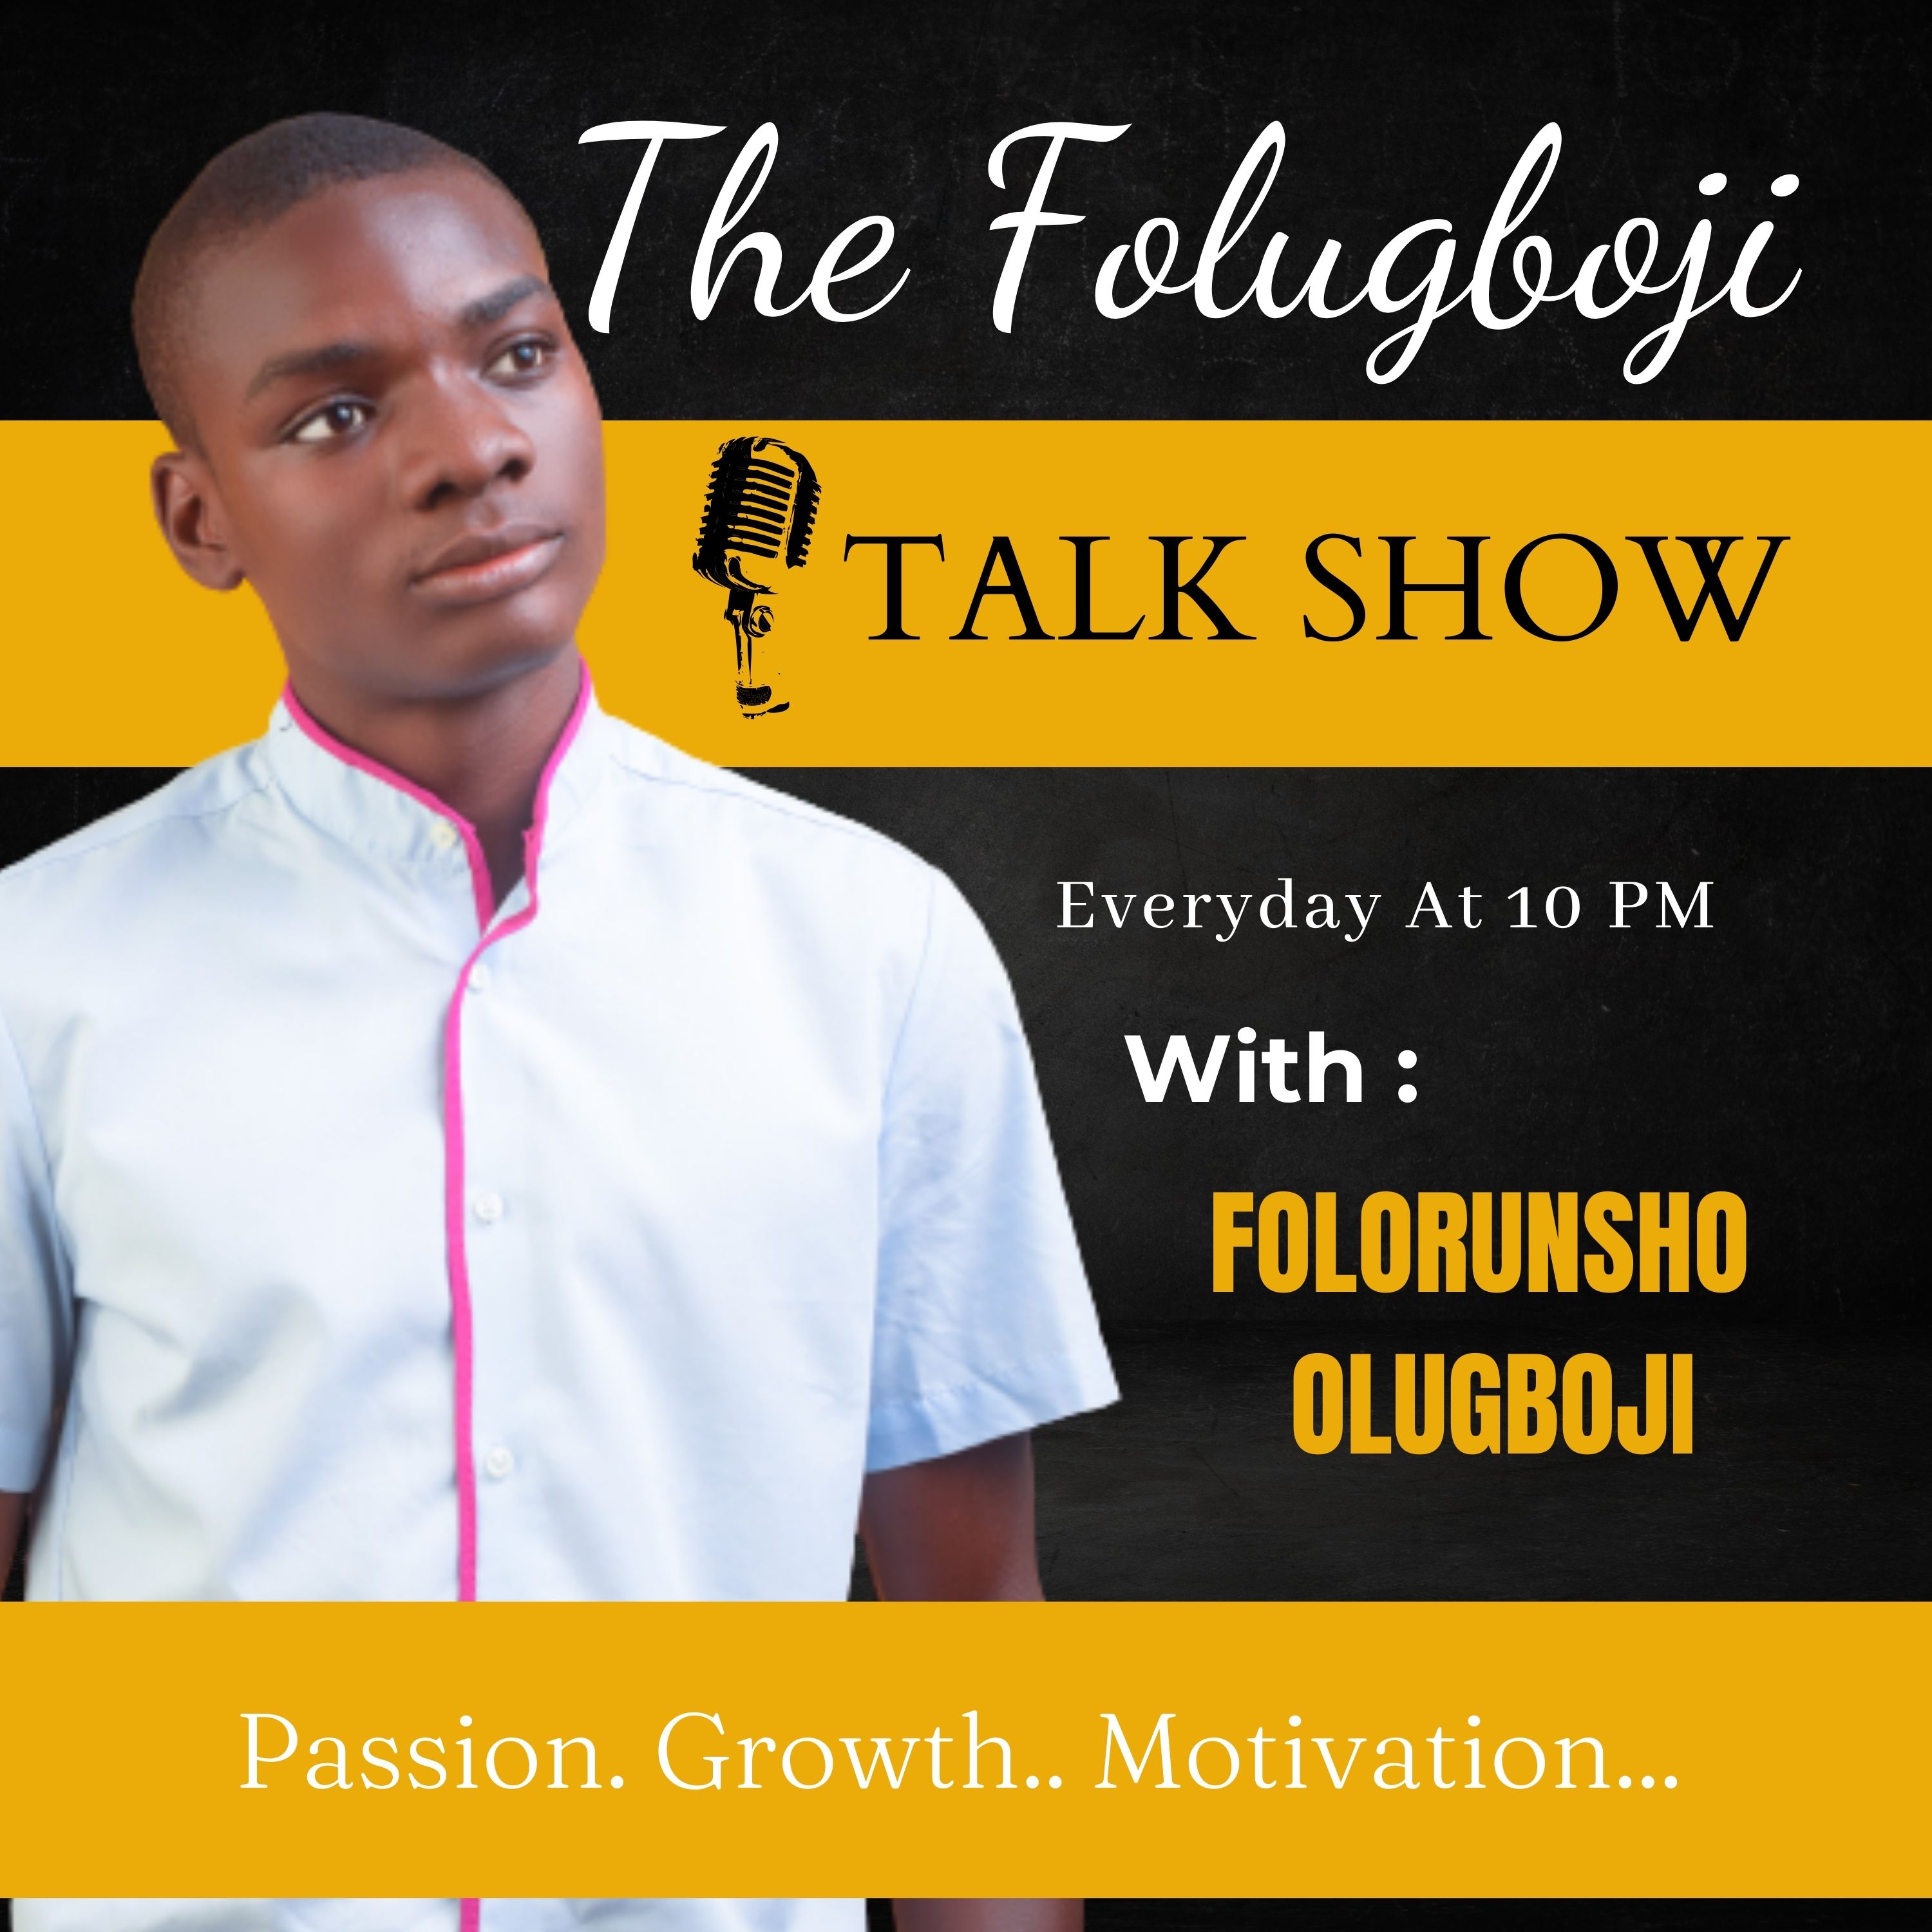 The Folugboji
TALK SHOW
Everyday At 10 PM
With :
FOLORUNSHO
OLUGBOJI
Passion. Growth.. Motivation...